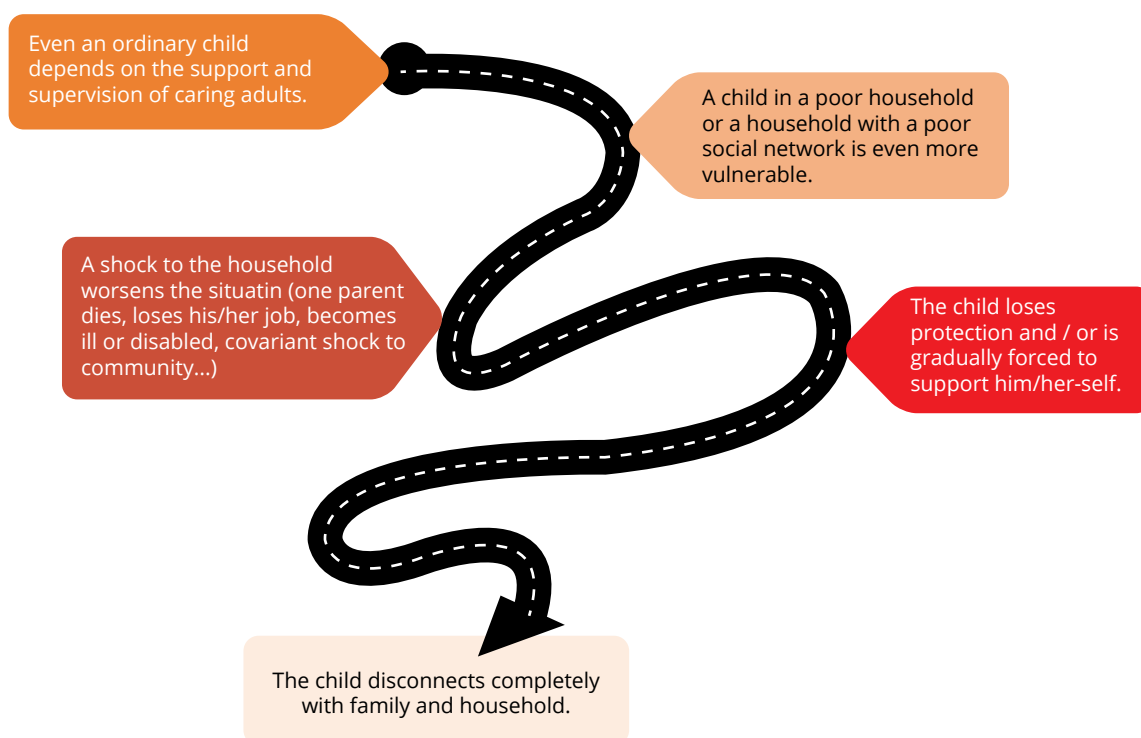 Even an ordinary child
depends on the support and
supervision of caring adults.
A child in a poor household
or a household with a poor
social network is even more
vulnerable.
A shock to the household
worsens the situatin (one parent
dies, loses his/her job, becomes
ill or disabled, covariant shock to
community...)
The child loses
protection and / or is
gradually forced to
support him/her-self.
The child disconnects completely
with family and household.